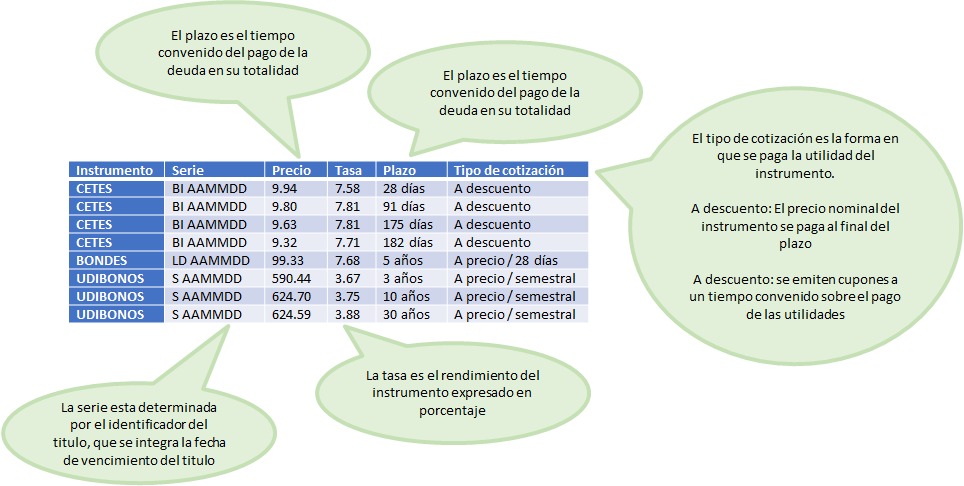 El plazo es el tiempo
convenido del pago de la
deuda en su totalidad
El plazo es el tiempo
convenido del pago de la
deuda en su totalidad
El tipo de cotización es la forma en
que se paga la utilidad del
instrumento.
A descuento: El precio nominal del
instrumento se paga al final del
plazo
A descuento: se emiten cupones a
un tiempo convenido sobre el pago
de las utilidades
Instrumento Serie Precio Tasa Plazo Tipo de cotización
CETES BI AAMMDD 9.94 7.58 28 días A descuento
CETES BI AAMMDD 9.80 7.81 91 días A descuento
CETES BI AAMMDD 9.63 7.81 175 días A descuento
CETES BI AAMMDD 9.32 7.71 182 días A descuento
BONDES LD AAMMDD 99.33 7.68 5 años A precio / 28 días
UDIBONOS S AAMMDD 590.44 3.67 3 años A precio / semestral
UDIBONOS S AAMMDD 624.70 3.75 10 años A precio / semestral
UDIBONOS S AAMMDD 624.59 3.88 30 años A precio / semestral
La serie esta determinada
por el identificador del
titulo, que se integra la fecha
de vencimiento del titulo
La tasa es el rendimiento del
instrumento expresado en
porcentaje